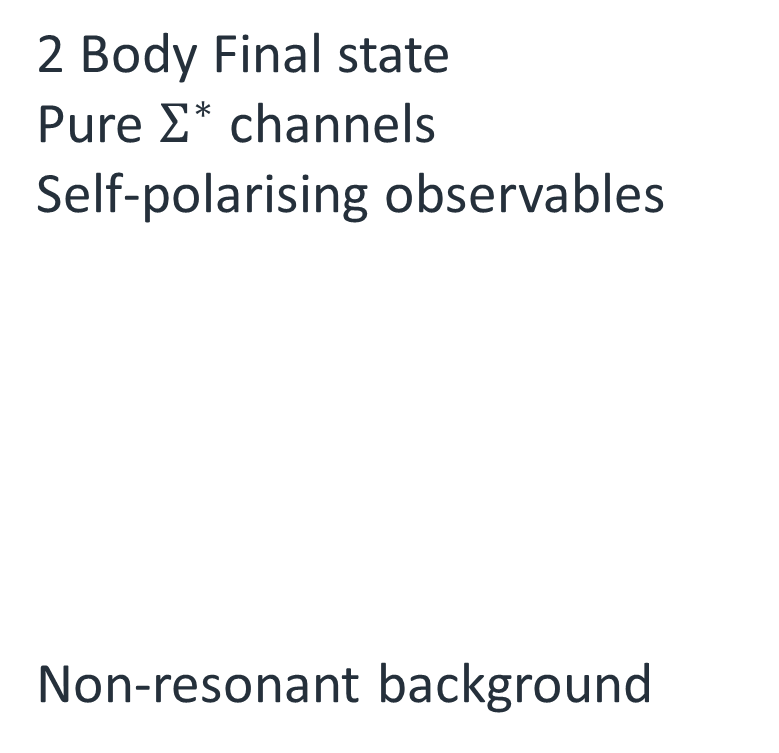 2 Body Final state
Pure Σ* channels
Self-polarising observables
Non-resonant background